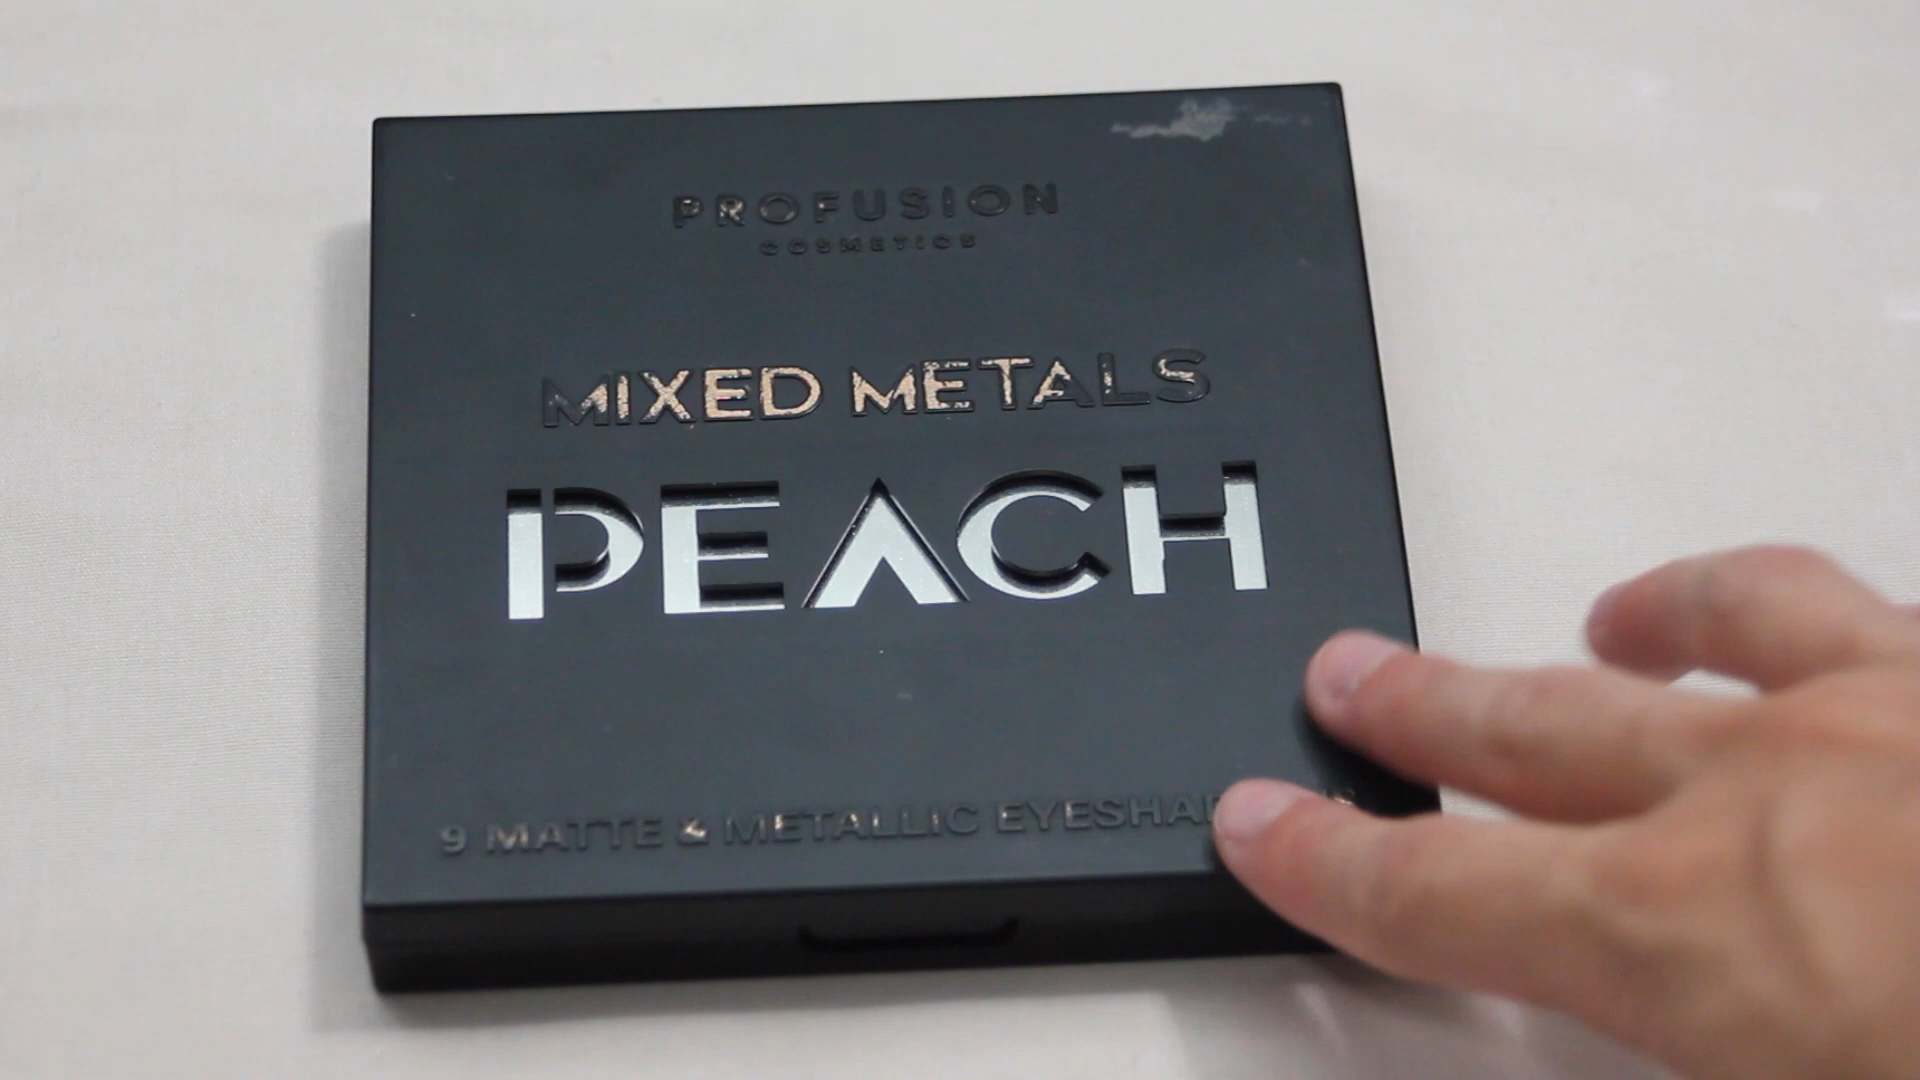 PROFUSION
COSMETICS
MIXED METALS
PEACH
9 MATTE & METALLIC